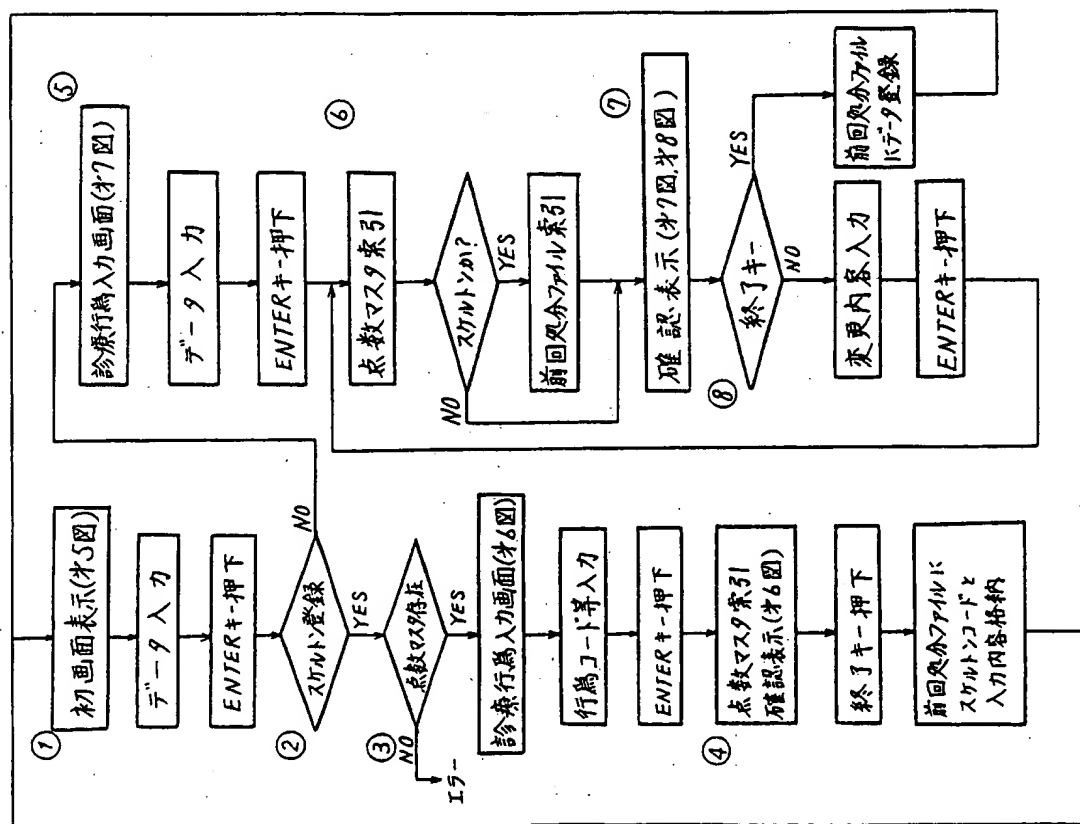 ①
初画面表示(才5図)
データ入力
ENTERキー押下
②
スケルトン登録
NO
YES
③
点数マスタ存在
NO
エラー
YES
診療行為入力画面(才6図)
行為コード等入力
ENTERキー押下
④
点数マスタ索引
確認表示(才6図)
終了キー押下
前回処分ファイルに
スケルトンコードと
入力内容格納
⑤
診療行為入力画面(才7図)
データ入力
ENTERキー押下
⑥
点数マスタ索引
スケルトンか?
NO
YES
前回処分ファイル索引
⑦
確認表示(才7図,才8図)
⑧
終了キー
YES
NO
変更内容入力
ENTERキー押下
前回処分ファイル
にデータ登録